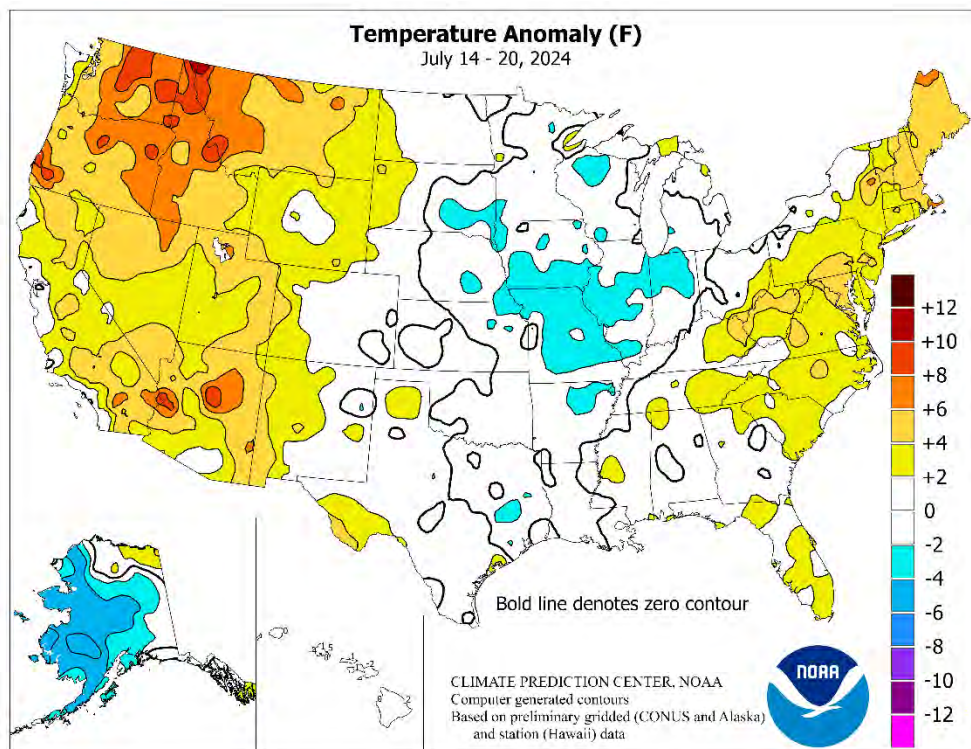 Temperature Anomaly (F)
July 14 - 20, 2024
+12
+10
+8
+6
+4
+2
0
-2
-4
-6
-8
-10
-12
Bold line denotes zero contour
CLIMATE PREDICTION CENTER, NOAA
Computer generated contours
Based on preliminary gridded (CONUS and Alaska)
and station (Hawaii) data
NOAA